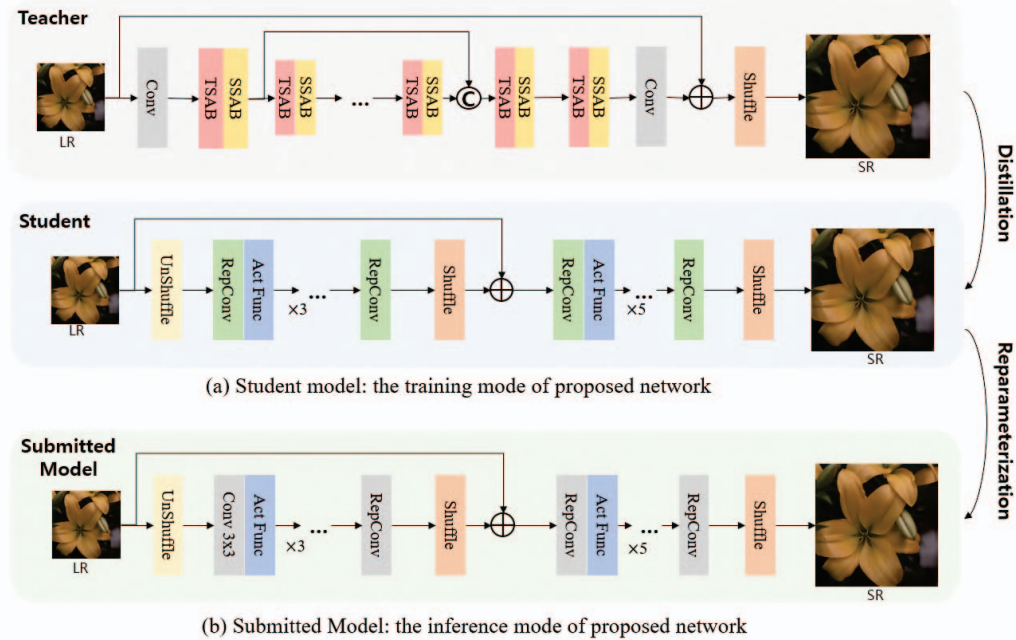 Teacher
LR
Conv
TSAB
SSAB
TSAB
SSAB
...
TSAB
SSAB
C
TSAB
SSAB
TSAB
SSAB
Conv
Shuffle
SR
Distillation
Student
LR
UnShuffle
RepConv
Act Func
×3
...
RepConv
Shuffle
RepConv
Act Func
×5
...
RepConv
Shuffle
SR
(a) Student model: the training mode of proposed network
Reparameterization
Submitted
Model
LR
UnShuffle
Conv 3x3
Act Func
×3
...
RepConv
Shuffle
RepConv
Act Func
×5
...
RepConv
Shuffle
SR
(b) Submitted Model: the inference mode of proposed network